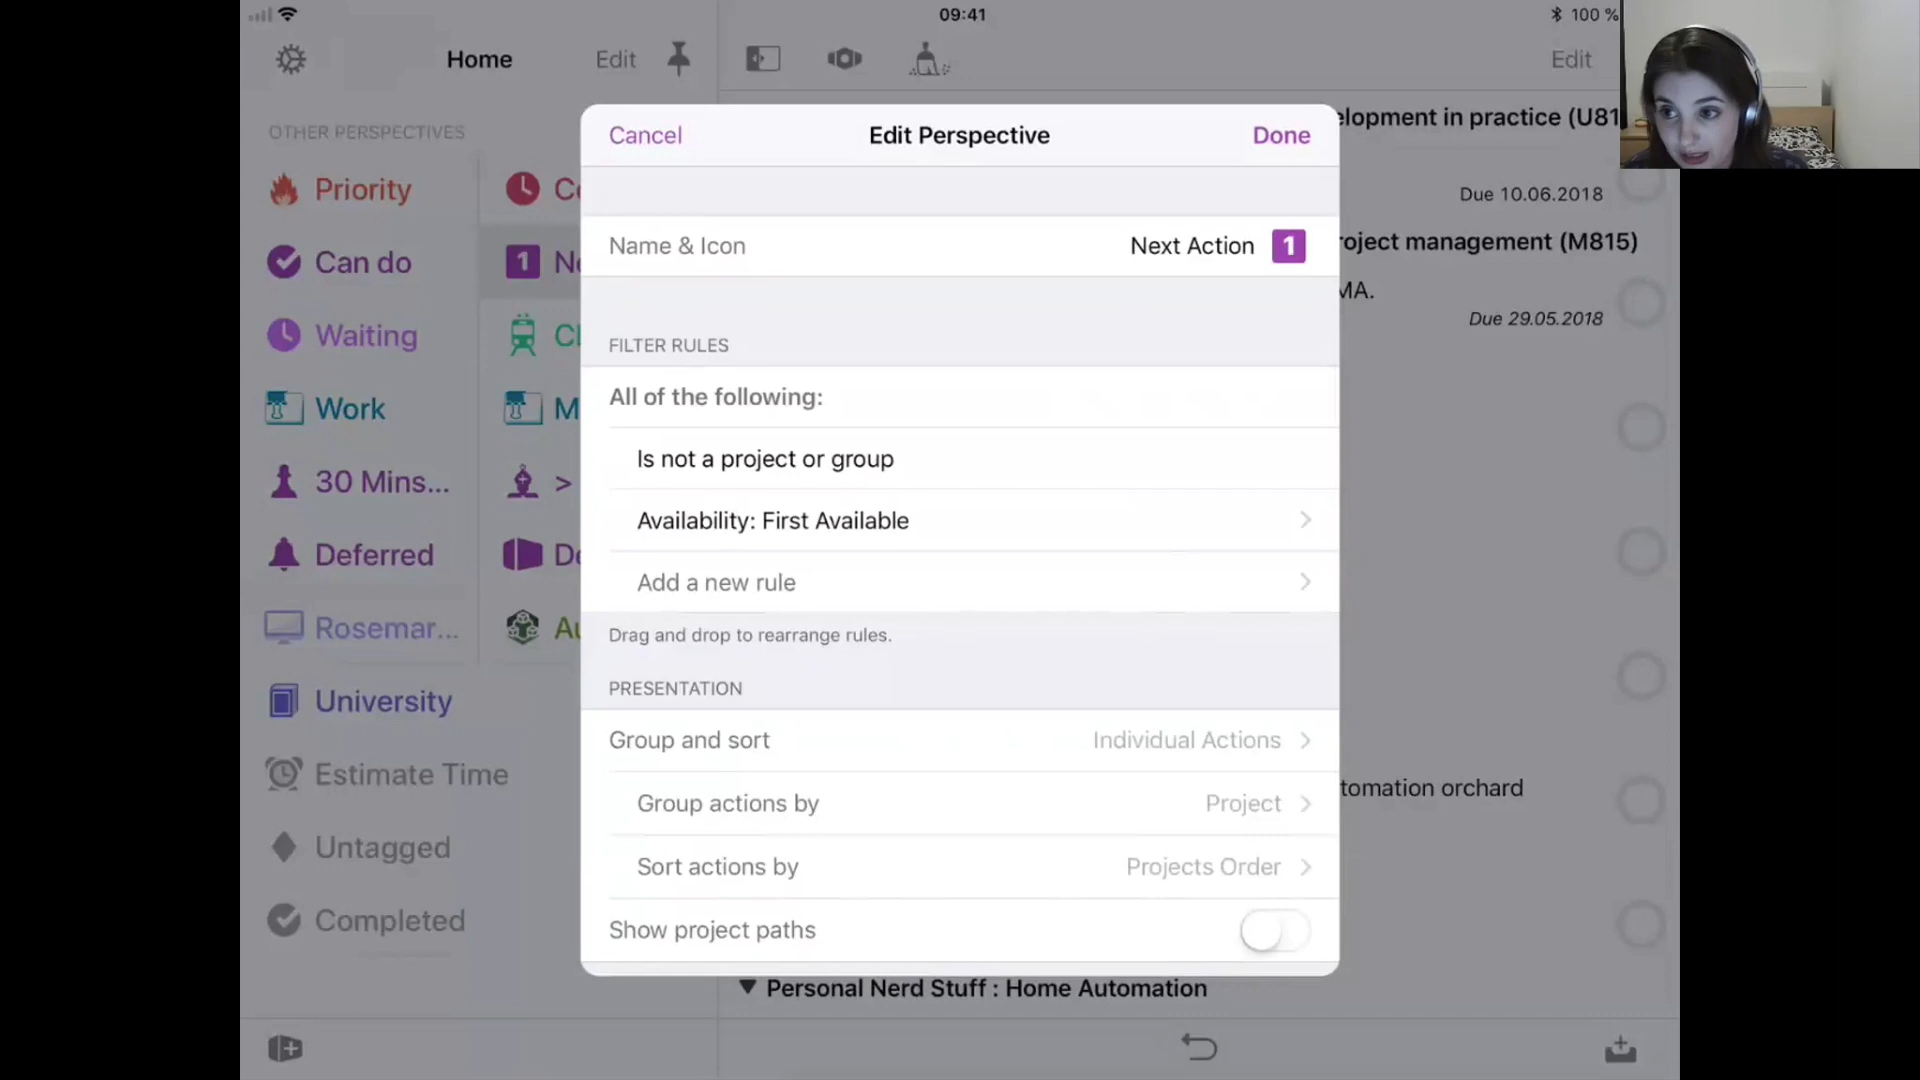 09:41
100 %
Home
Edit
Edit
OTHER PERSPECTIVES
Priority
Can do
Waiting
Work
30 Mins...
>
Deferred
Rosemar...
University
Estimate Time
Untagged
Completed
Cancel
Edit Perspective
Done
Name & Icon
Next Action
1
FILTER RULES
All of the following:
Is not a project or group
Availability: First Available
Add a new rule
Drag and drop to rearrange rules.
PRESENTATION
Group and sort
Individual Actions
Group actions by
Project
Sort actions by
Projects Order
Show project paths
elopment in practice (U81
Due 10.06.2018
roject management (M815)
MA.
Due 29.05.2018
tomation orchard
Personal Nerd Stuff : Home Automation